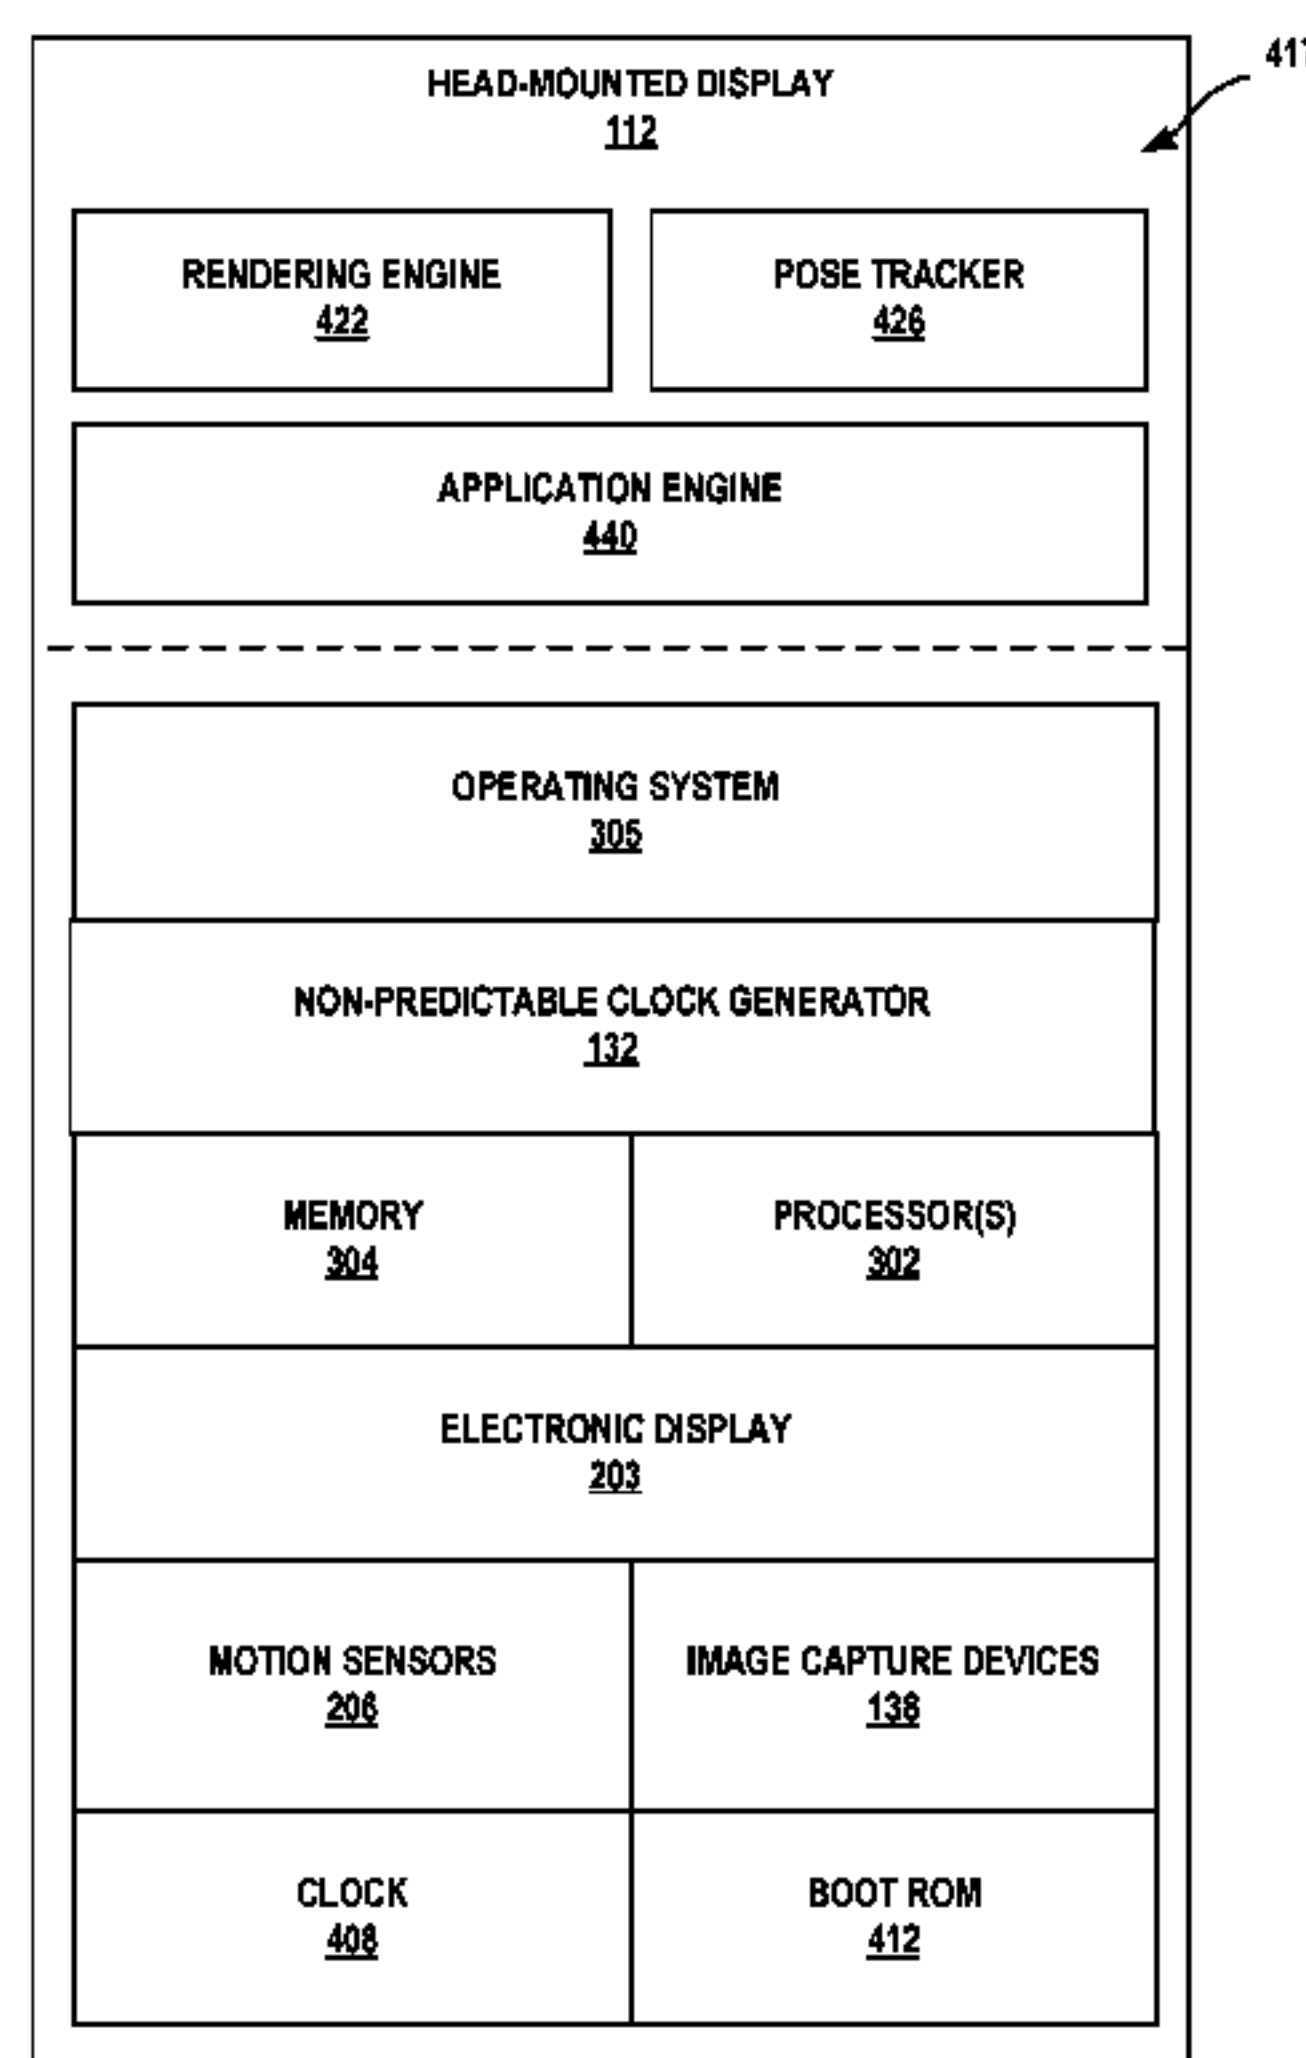 HEAD-MOUNTED DISPLAY
112
417
RENDERING ENGINE
422
POSE TRACKER
426
APPLICATION ENGINE
440
OPERATING SYSTEM
305
NON-PREDICTABLE CLOCK GENERATOR
132
MEMORY
304
PROCESSOR(S)
302
ELECTRONIC DISPLAY
203
MOTION SENSORS
206
IMAGE CAPTURE DEVICES
138
CLOCK
408
BOOT ROM
412